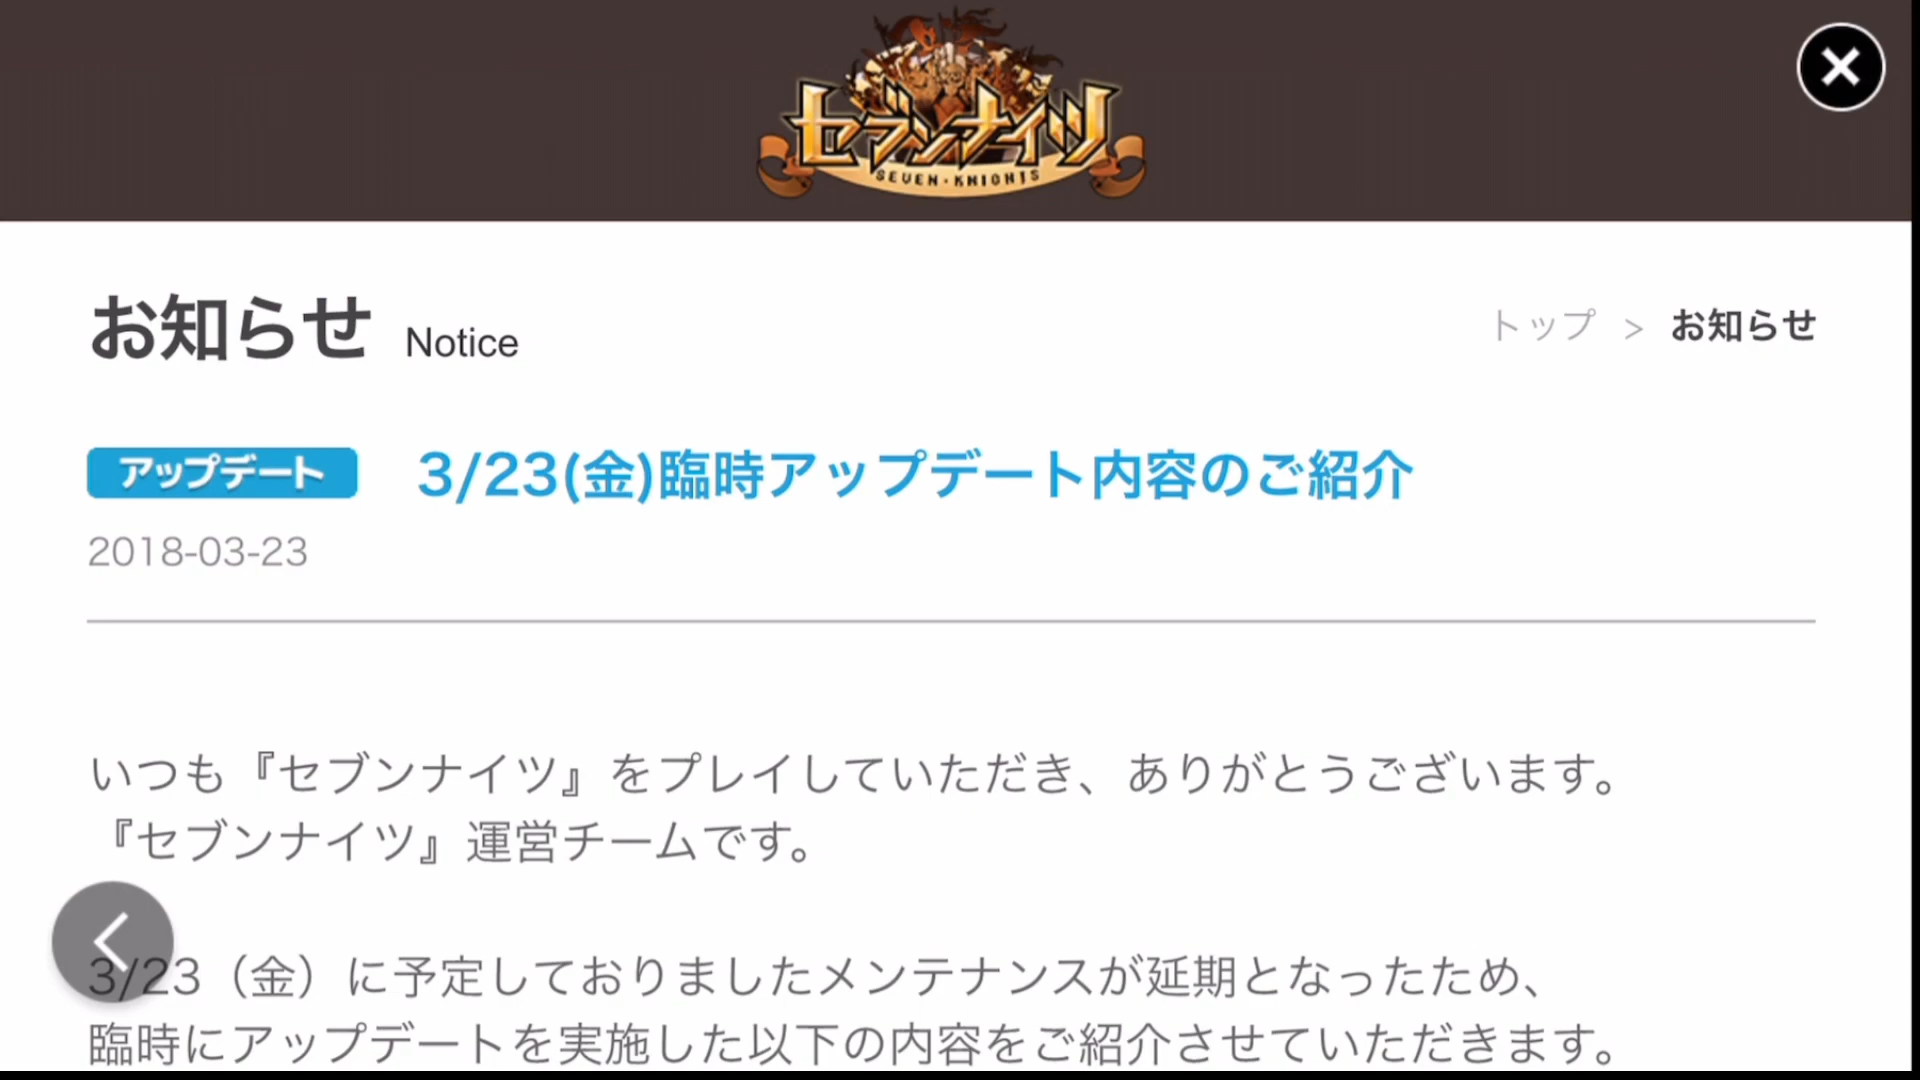 セブンナイツ
SEVEN・KNIGHTS
お知らせ Notice
トップ > お知らせ
アップデート 3/23(金)臨時アップデート内容のご紹介
2018-03-23
いつも『セブンナイツ』をプレイしていただき、ありがとうございます。
『セブンナイツ』運営チームです。
3/23（金）に予定しておりましたメンテナンスが延期となったため、
臨時にアップデートを実施した以下の内容をご紹介させていただきます。